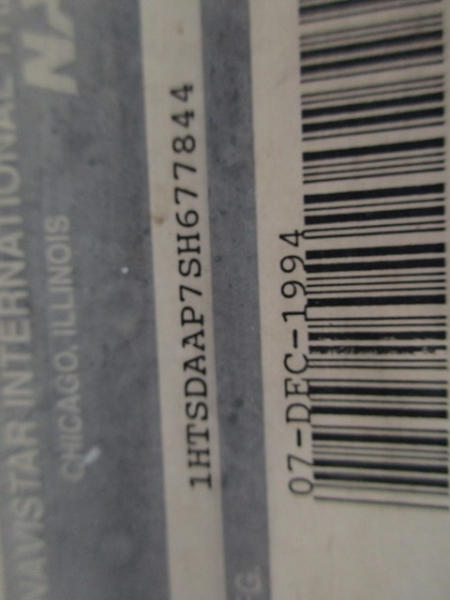 NAVISTAR INTERNATIONAL
CHICAGO, ILLINOIS
1HTSDAAP7SH677844
07-DEC-1994